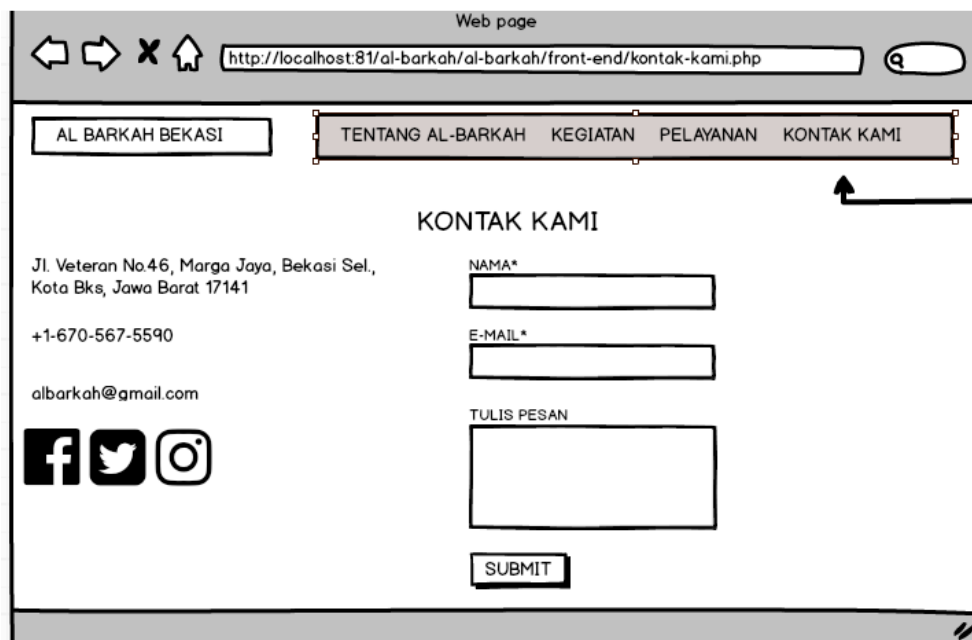 Web page
http://localhost:81/al-barkah/al-barkah/front-end/kontak-kami.php
AL BARKAH BEKASI
TENTANG AL-BARKAH KEGIATAN PELAYANAN KONTAK KAMI
KONTAK KAMI
Jl. Veteran No.46, Marga Jaya, Bekasi Sel.,
Kota Bks, Jawa Barat 17141
+1-670-567-5590
albarkah@gmail.com
NAMA*
E-MAIL*
TULIS PESAN
SUBMIT